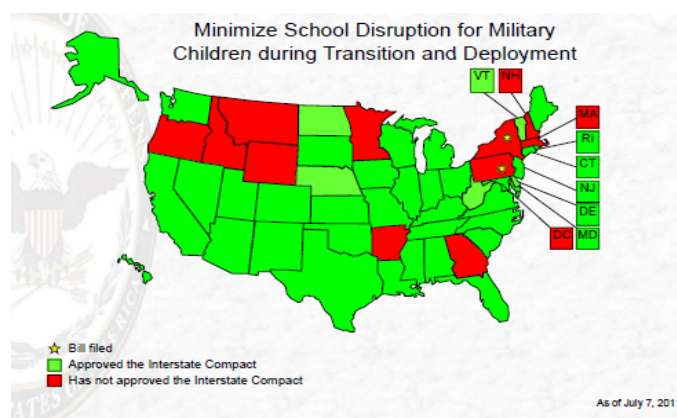 Minimize School Disruption for Military
Children during Transition and Deployment
VT NH
MA
RI
CT
NJ
DE
DC MD
Bill filed
Approved the Interstate Compact
Has not approved the Interstate Compact
As of July 7, 201